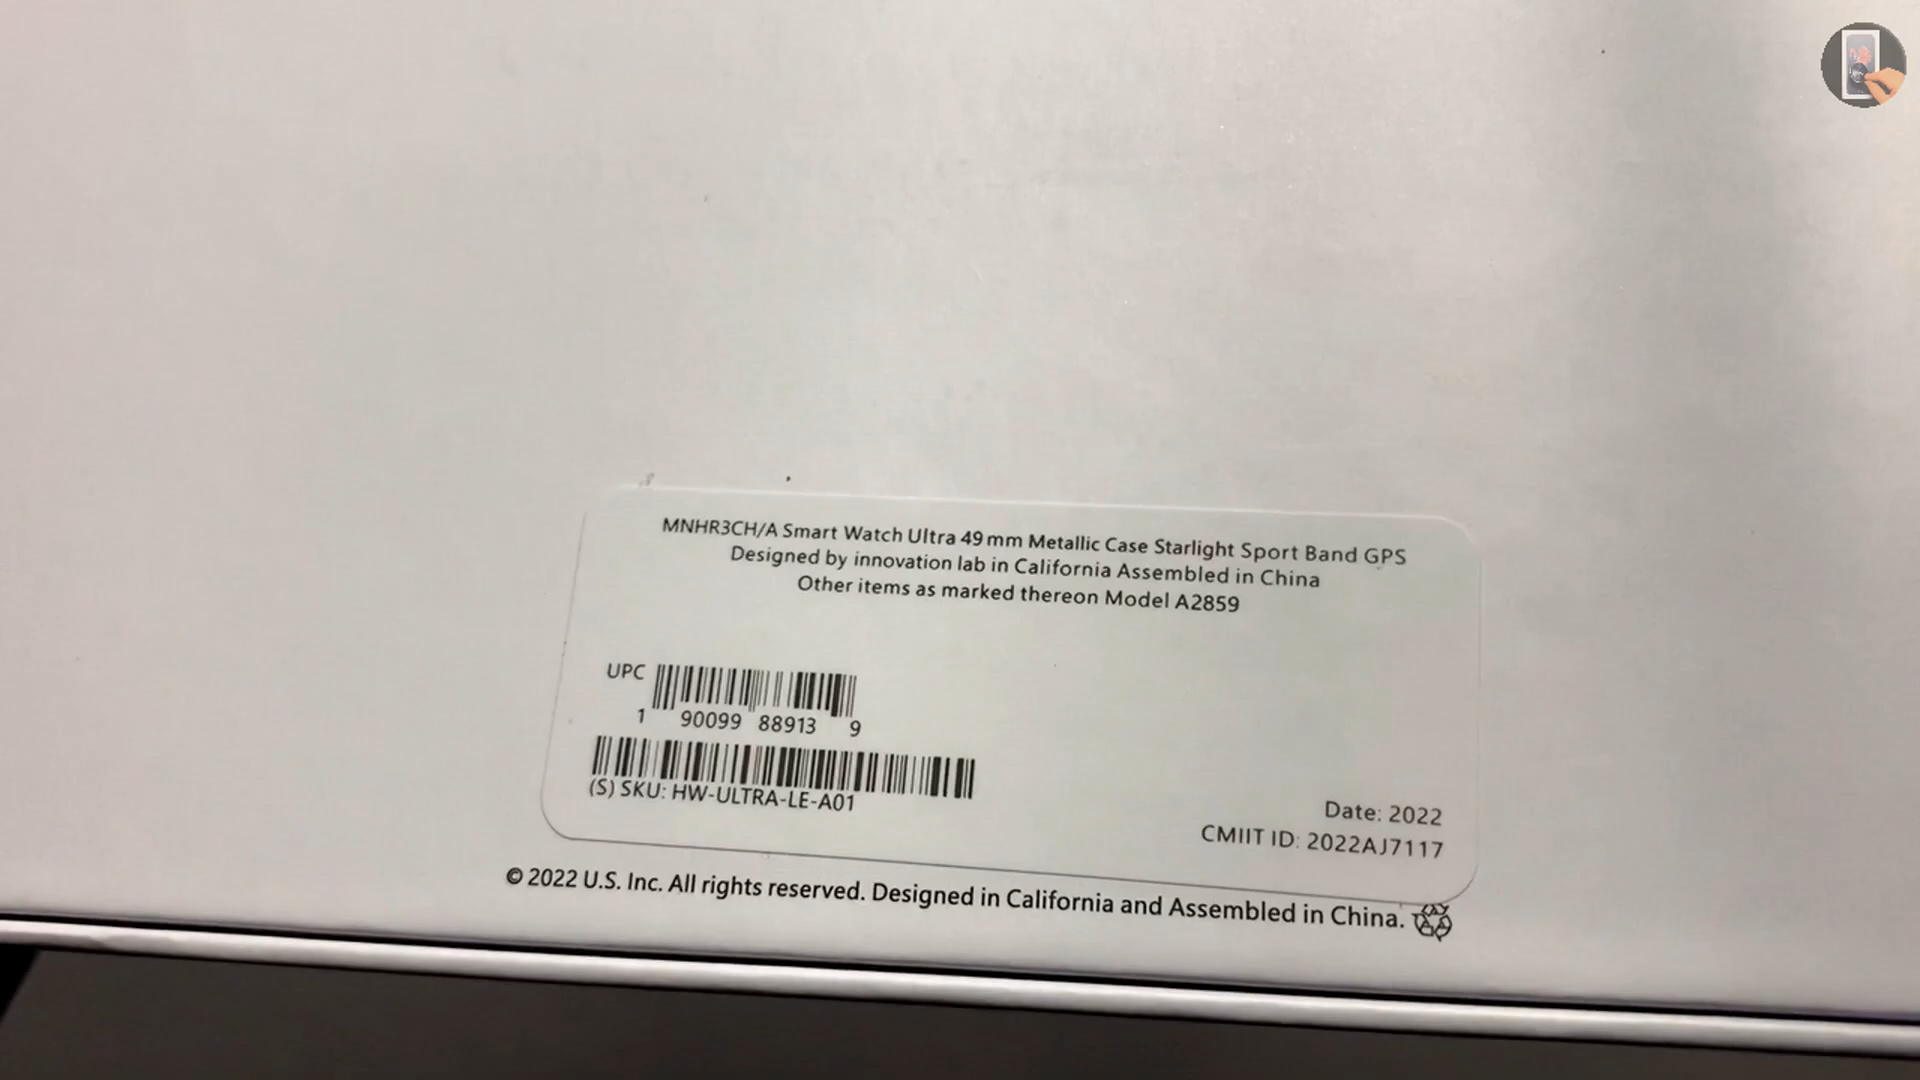 MNHR3CH/A Smart Watch Ultra 49 mm Metallic Case Starlight Sport Band GPS
Designed by innovation lab in California Assembled in China
Other items as marked thereon Model A2859
UPC
1 90099 88913 9
(S) SKU: HW-ULTRA-LE-A01
Date: 2022
CMIIT ID: 2022AJ7117
© 2022 U.S. Inc. All rights reserved. Designed in California and Assembled in China.